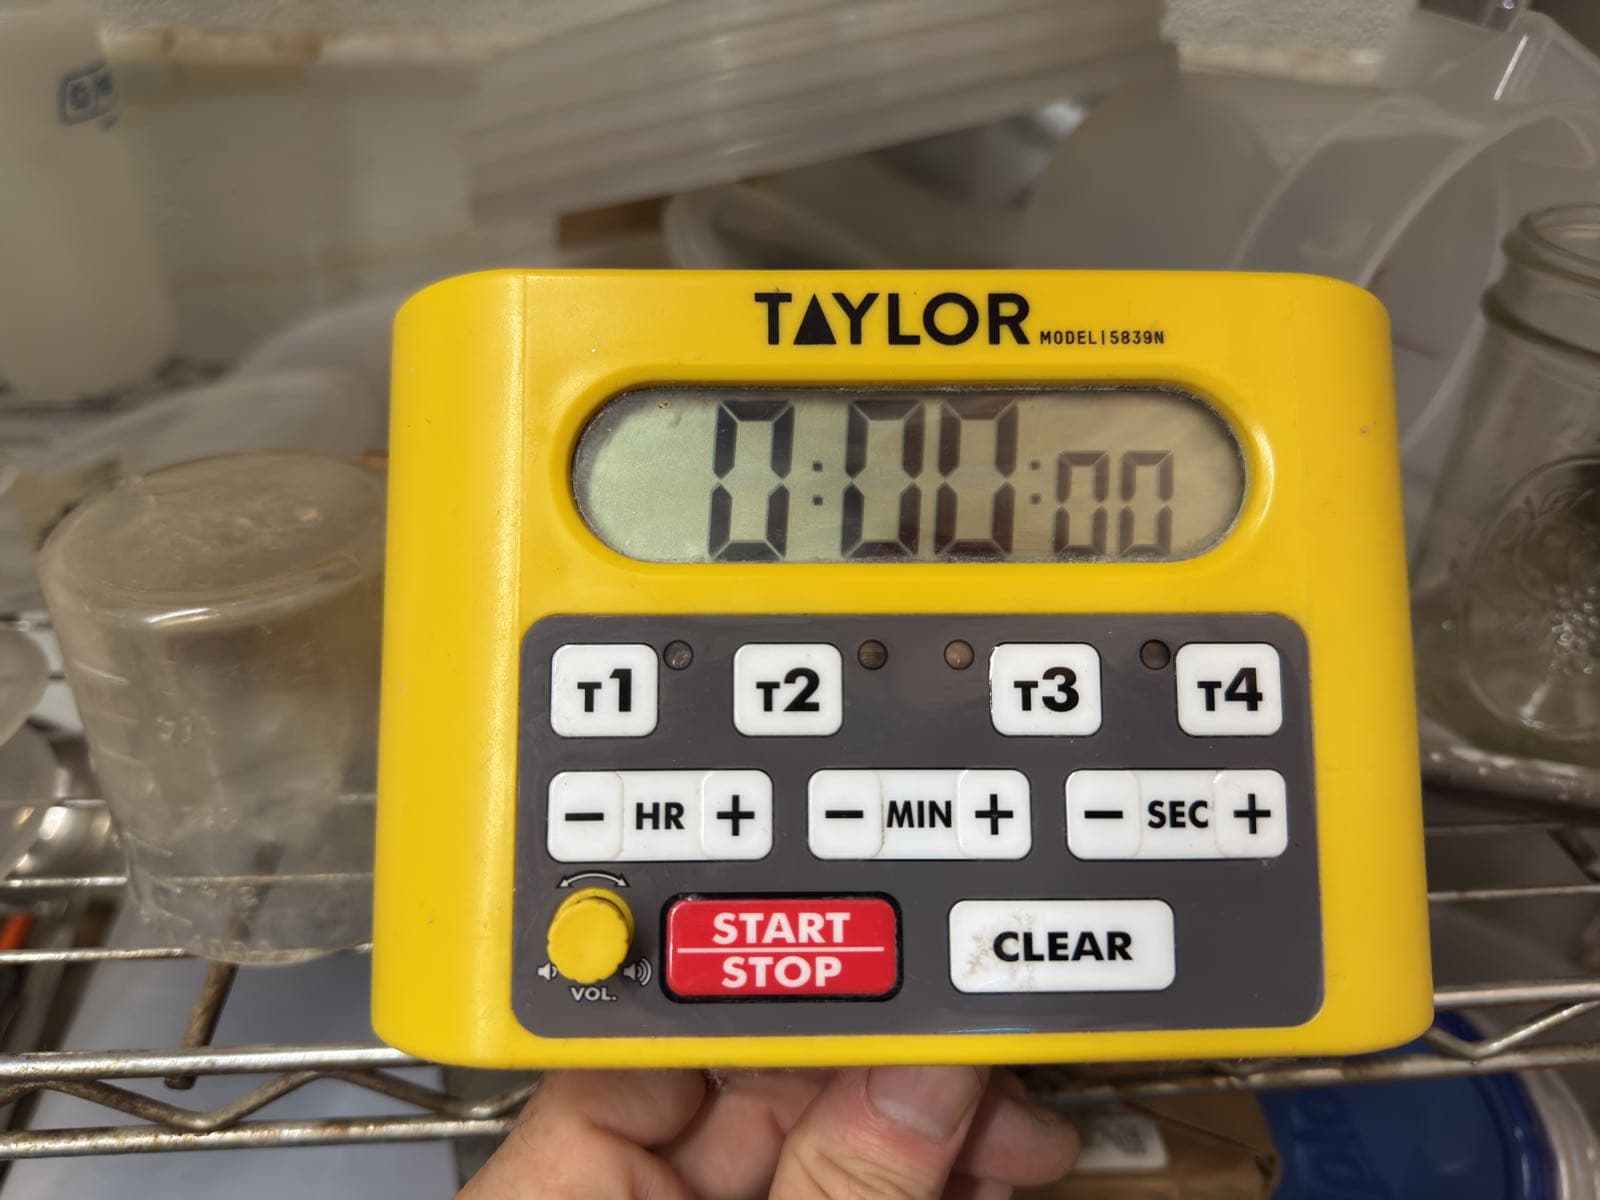 TAYLOR MODEL|5839N
0:00:00
T1 T2 T3 T4
- HR + - MIN + - SEC +
START
STOP
CLEAR
VOL.